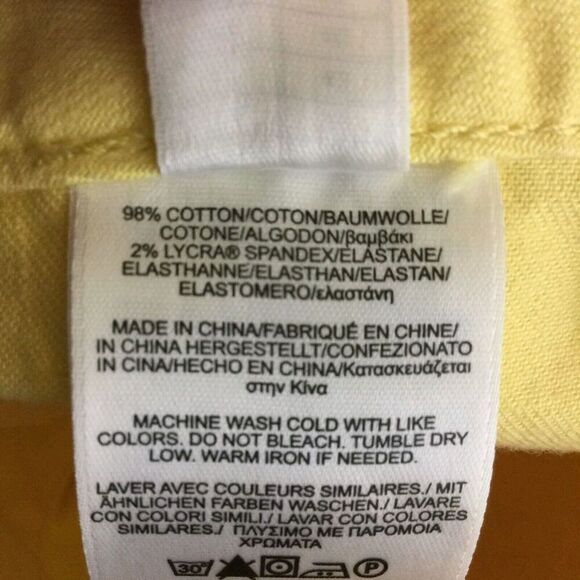 98% COTTON/COTON/BAUMWOLLE/
COTONE/ALGODON/βαμβάκι
2% LYCRA® SPANDEX/ELASTANE/
ELASTHANNE/ELASTHAN/ELASTAN/
ELASTOMERO/ελαστάνη
MADE IN CHINA/FABRIQUÉ EN CHINE/
IN CHINA HERGESTELLT/CONFEZIONATO
IN CINA/HECHO EN CHINA/Κατασκευάζεται
στην Κίνα
MACHINE WASH COLD WITH LIKE
COLORS. DO NOT BLEACH. TUMBLE DRY
LOW. WARM IRON IF NEEDED.
LAVER AVEC COULEURS SIMILAIRES./ MIT
ÄHNLICHEN FARBEN WASCHEN./ LAVARE
CON COLORI SIMILI./ LAVAR CON COLORES
SIMILARES./ ΠΛΥΣΙΜΟ ΜΕ ΠΑΡΟΜΟΙΑ
ΧΡΩΜΑΤΑ
30° P